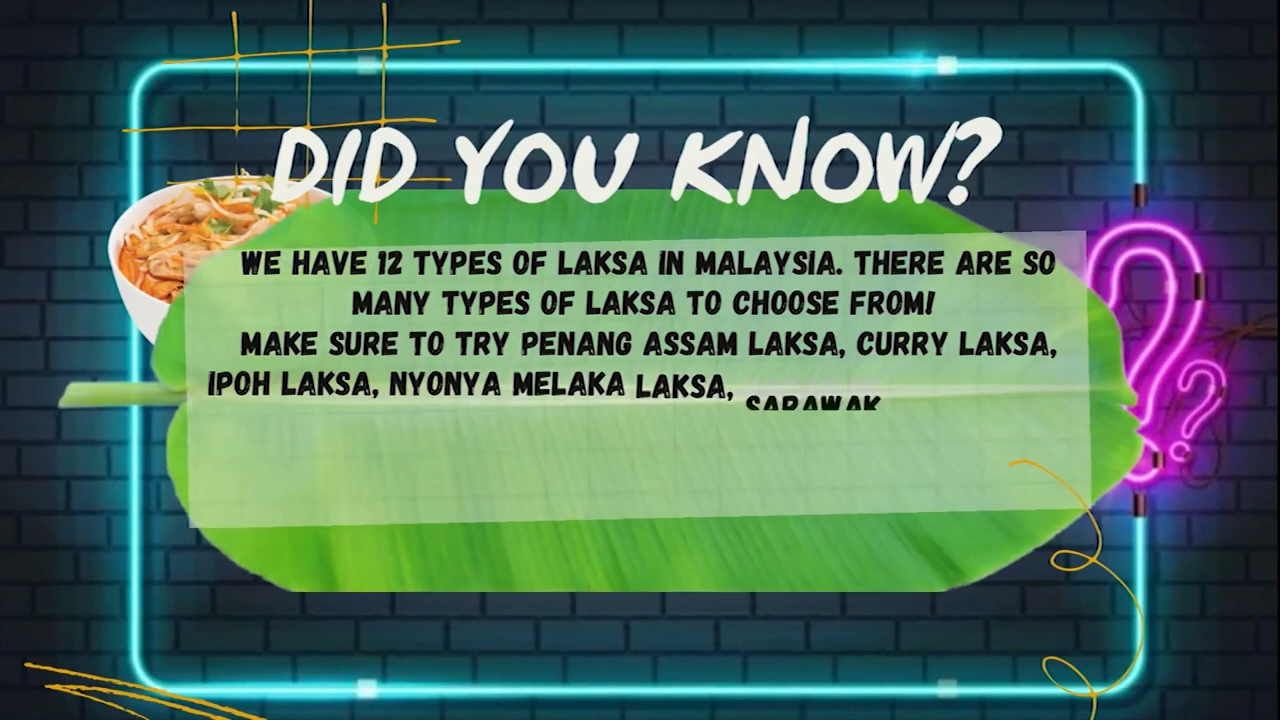 DID YOU KNOW?
WE HAVE 12 TYPES OF LAKSA IN MALAYSIA. THERE ARE SO
MANY TYPES OF LAKSA TO CHOOSE FROM!
MAKE SURE TO TRY PENANG ASSAM LAKSA, CURRY LAKSA,
IPOH LAKSA, NYONYA MELAKA LAKSA, SARAWAK